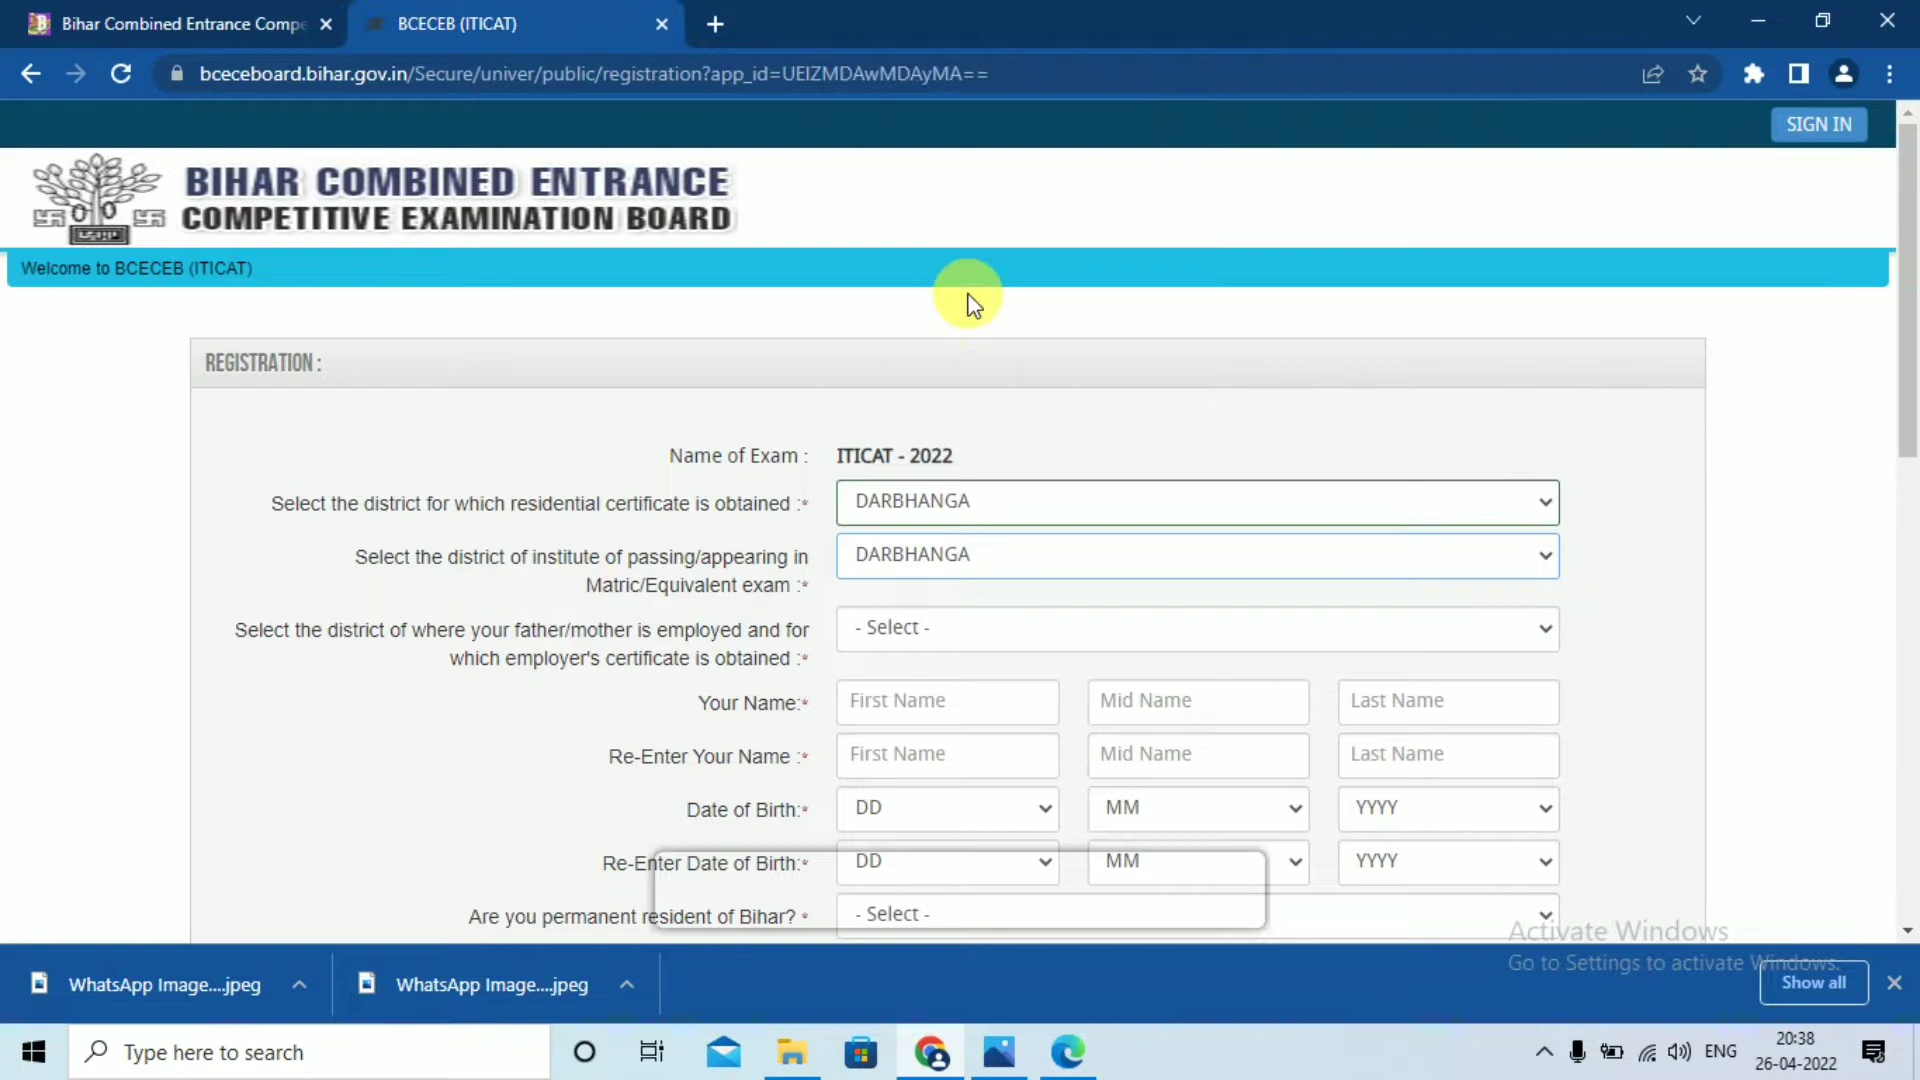 Bihar Combined Entrance Compe
BCECEB (ITICAT)
bceceboard.bihar.gov.in/Secure/univer/public/registration?app_id=UEIZMDAwMDAyMA==
SIGN IN
BIHAR COMBINED ENTRANCE
COMPETITIVE EXAMINATION BOARD
Welcome to BCECEB (ITICAT)
REGISTRATION :
Name of Exam : ITICAT - 2022
Select the district for which residential certificate is obtained :* DARBHANGA
Select the district of institute of passing/appearing in
Matric/Equivalent exam :*
DARBHANGA
Select the district of where your father/mother is employed and for
which employer's certificate is obtained :*
- Select -
Your Name:* First Name Mid Name Last Name
Re-Enter Your Name :* First Name Mid Name Last Name
Date of Birth:* DD MM YYYY
Re-Enter Date of Birth:* DD MM YYYY
Are you permanent resident of Bihar? * - Select -
Activate Windows
Go to Settings to activate Windows.
WhatsApp Image....jpeg
WhatsApp Image....jpeg
Show all
Type here to search
ENG
20:38
26-04-2022